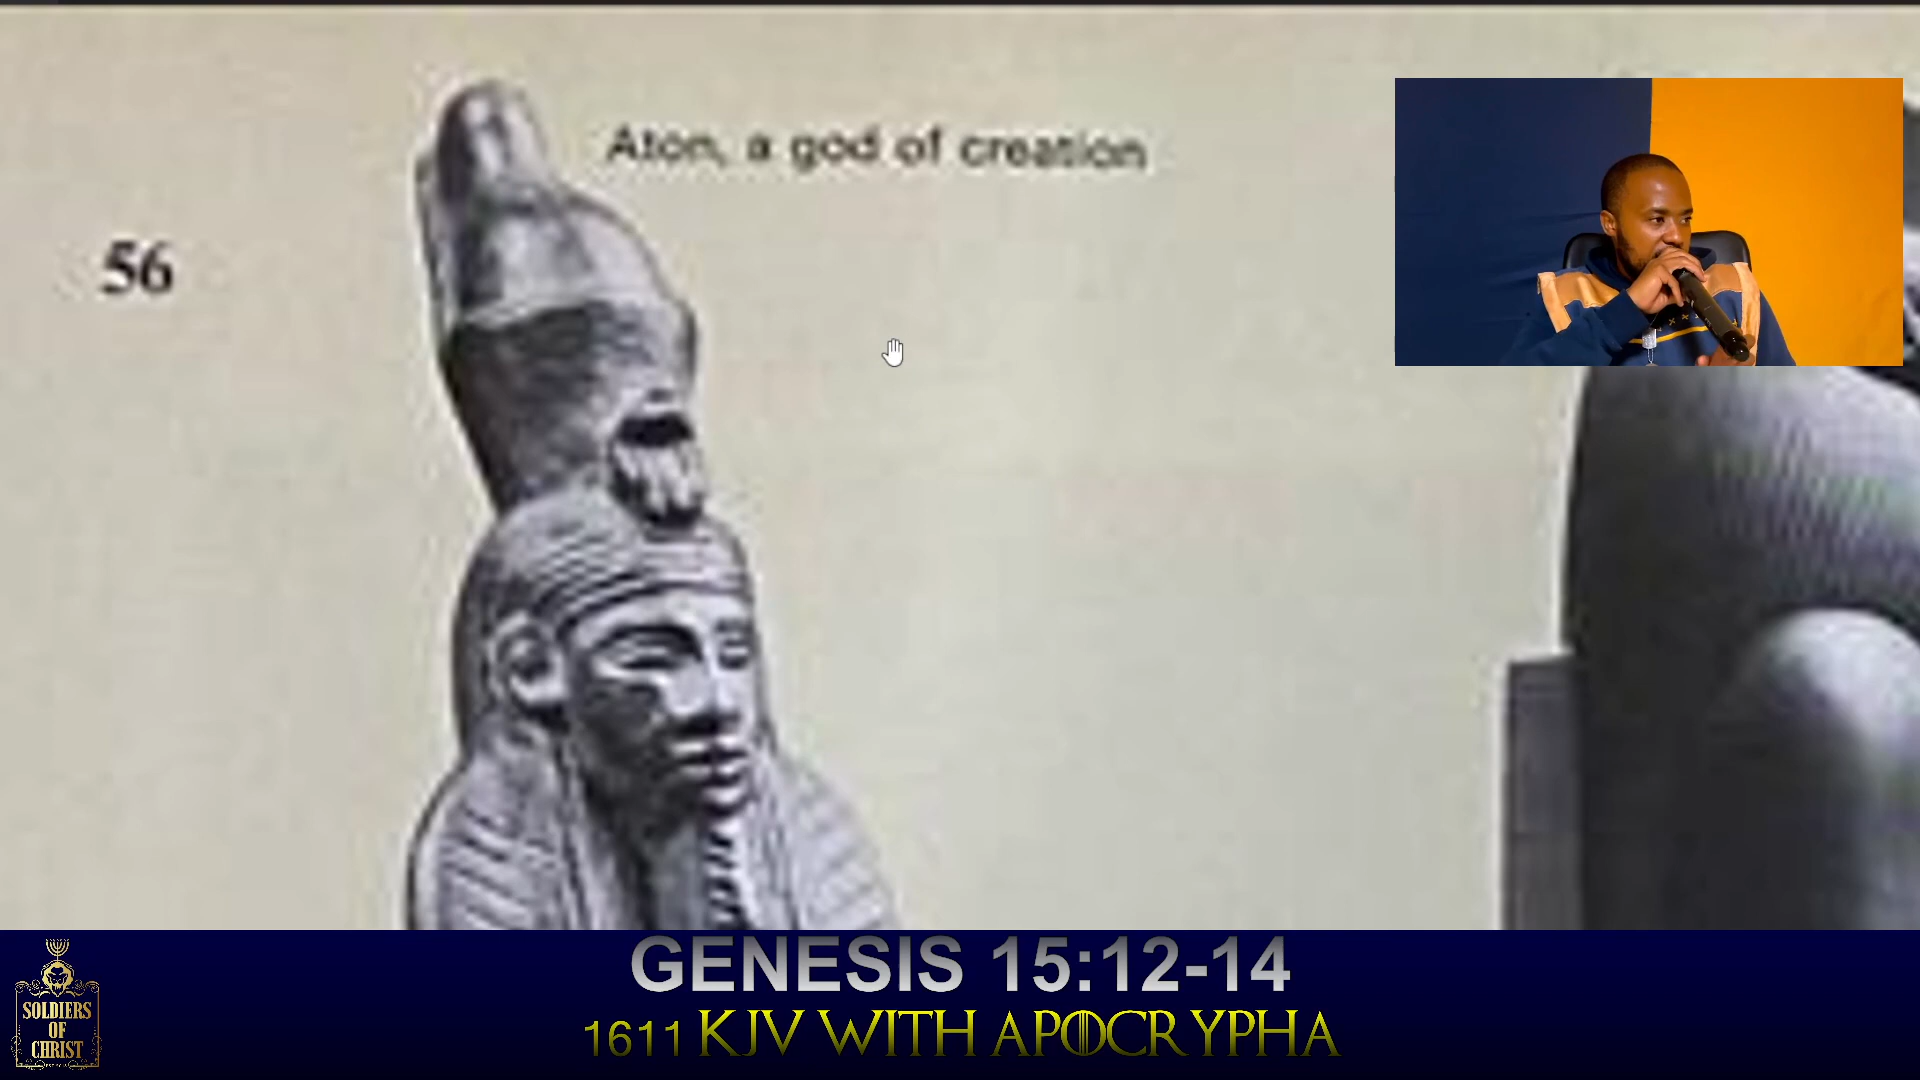 Aton, a god of creation
56
GENESIS 15:12-14
1611 KJV WITH APOCRYPHA
SOLDIERS
OF
CHRIST